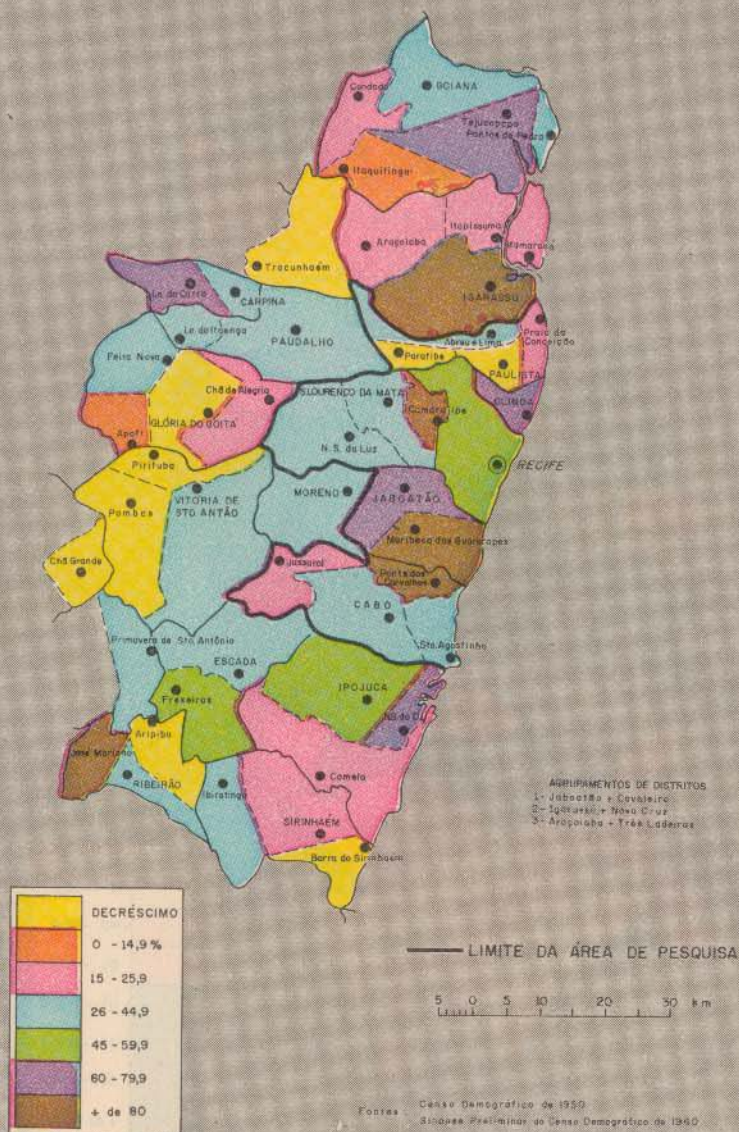 GOIANA
Condado
Tejucopapo
Pontas de Pedra
Itaquitinga
Itapissuma
Araçoiaba
Itamaracá
Tracunhaém
IGARASSU
CARPINA
PAUDALHO
Abreu e Lima
Praia da
Conceição
Feira Nova
Paratibe
PAULISTA
Chã de Alegria
OLINDA
S. LOURENÇO DA MATA
GLÓRIA DO GOITÁ
Apoti
N.S. da Luz
RECIFE
Pirituba
MORENO
JABOATÃO
VITÓRIA DE
STO. ANTÃO
Pombos
Muribeca dos Guararapes
Chã Grande
Jussaral
Ponte dos
Carvalhos
CABO
Primavera de Sto. Antônio
Sto. Agostinho
ESCADA
Frexeiras
IPOJUCA
N.S. do Ó
Aripibu
José Mariano
RIBEIRÃO
Ibiratinga
Camela
SIRINHAÉM
Barra de Sirinhaém
AGRUPAMENTOS DE DISTRITOS
1 - Jaboatão + Cavaleiro
2 - Igarassu + Nova Cruz
3 - Araçoiaba + Três Ladeiras
DECRÉSCIMO
0 - 14,9 %
15 - 25,9
26 - 44,9
45 - 59,9
60 - 79,9
+ de 80
LIMITE DA ÁREA DE PESQUISA
5 0 5 10 20 30 km
Fontes: Censo Demográfico de 1950
Sinopse Preliminar do Censo Demográfico de 1960